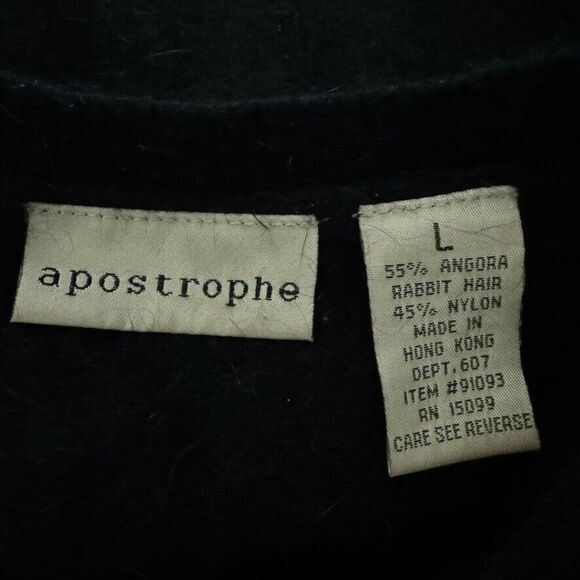 apostrophe
L
55% ANGORA
RABBIT HAIR
45% NYLON
MADE IN
HONG KONG
DEPT. 607
ITEM #91093
RN 15099
CARE SEE REVERSE